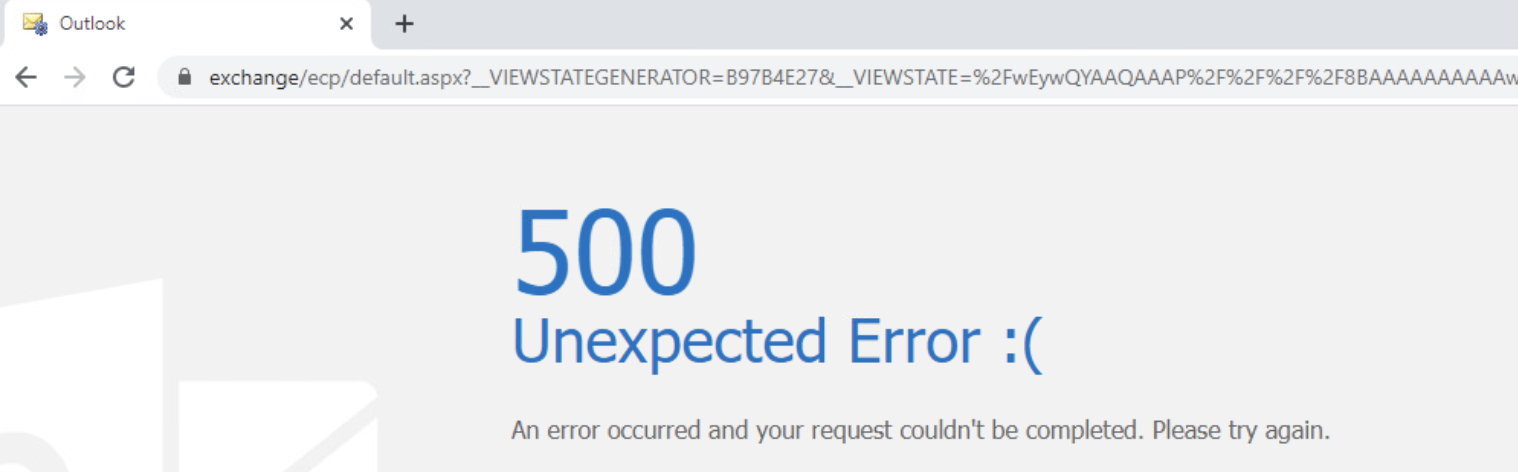 Outlook
exchange/ecp/default.aspx?__VIEWSTATEGENERATOR=B97B4E27&__VIEWSTATE=%2FwEywQYAAQAAAP%2F%2F%2F%2F8BAAAAAAAAAAw
500
Unexpected Error :(
An error occurred and your request couldn't be completed. Please try again.